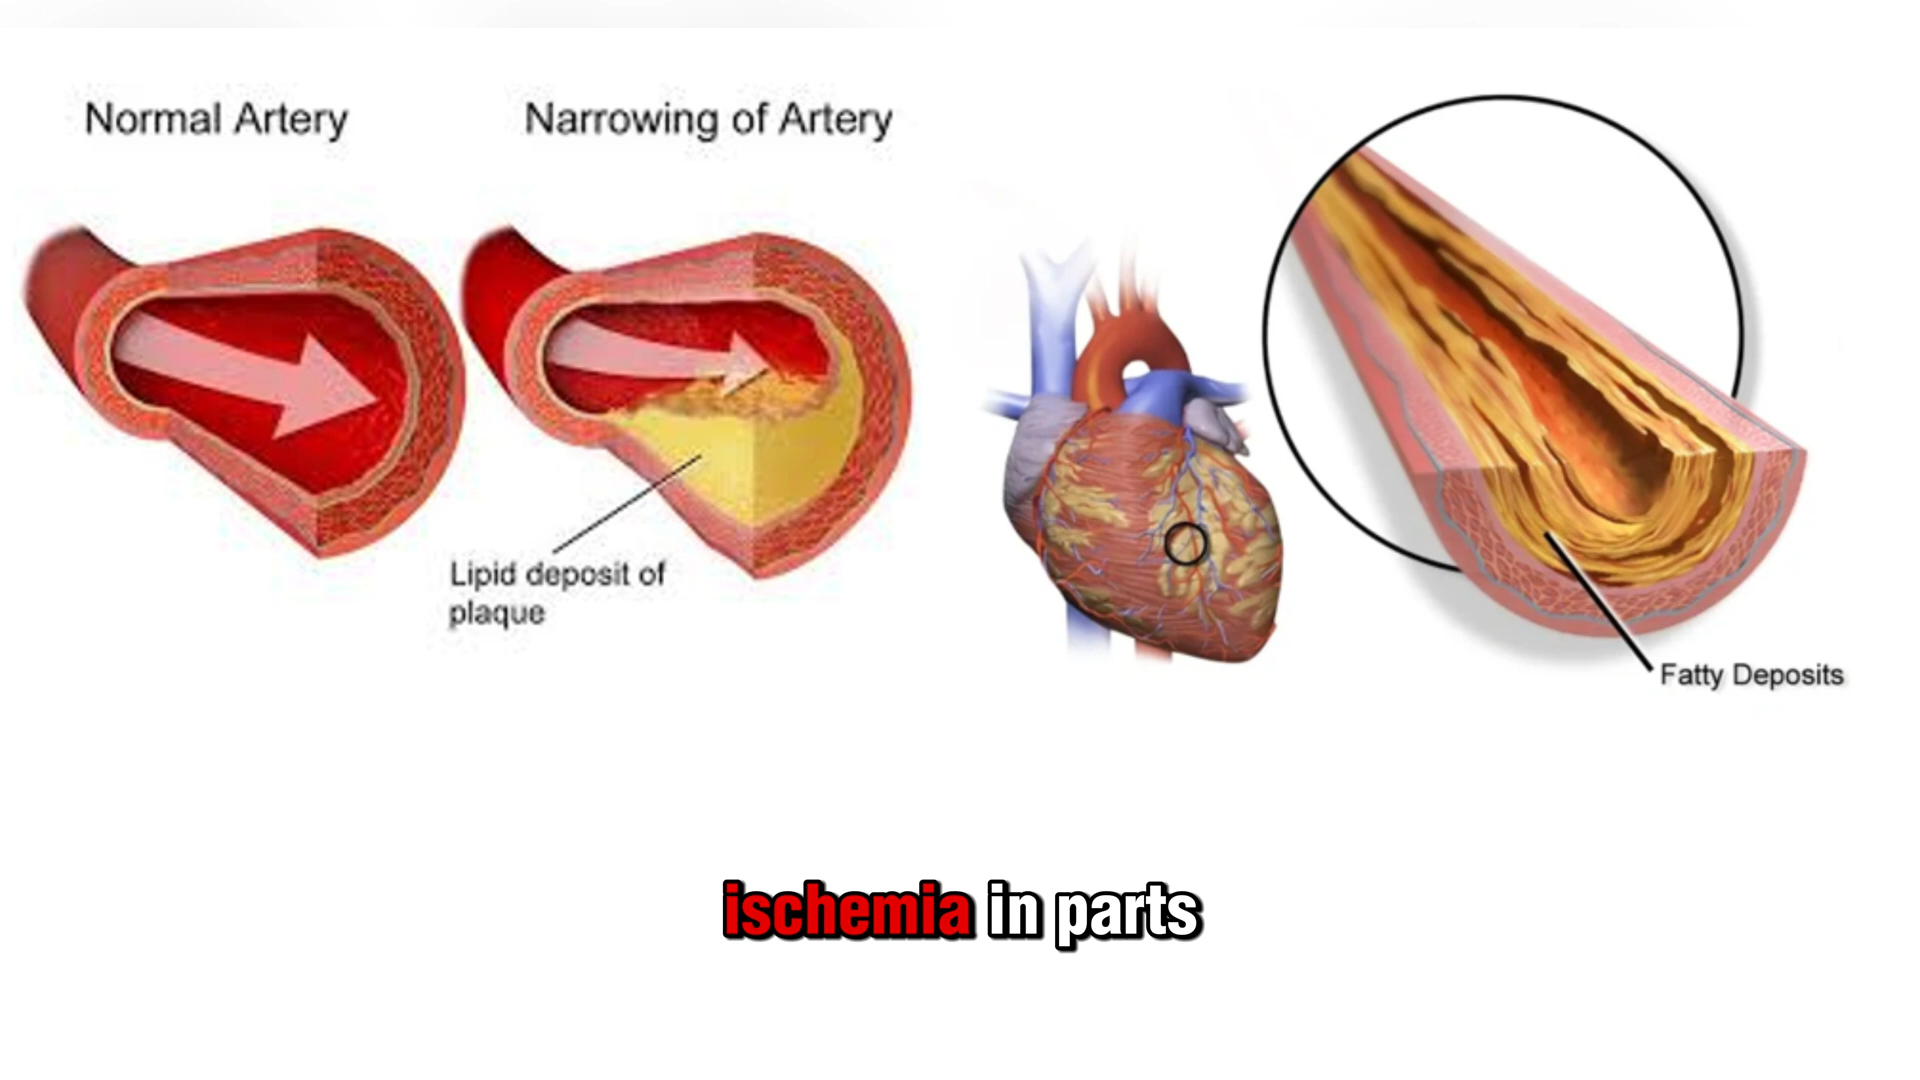 Normal Artery
Narrowing of Artery
Lipid deposit of
plaque
Fatty Deposits
ischemia in parts